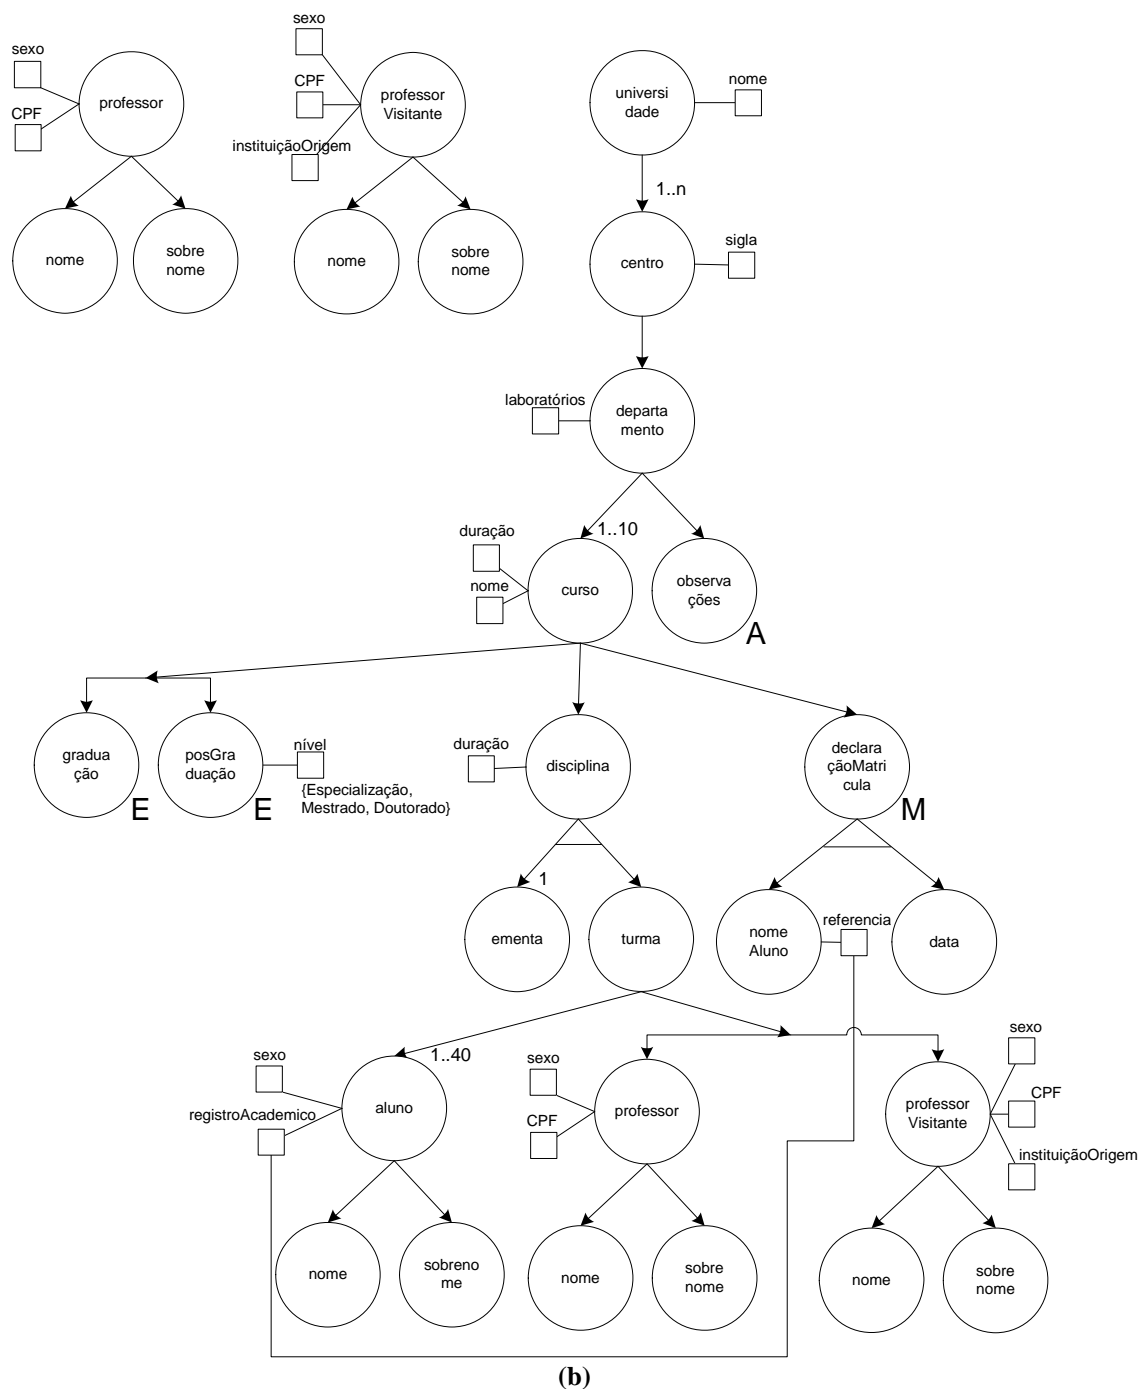 sexo
CPF
professor
nome
sobre
nome
sexo
CPF
instituiçãoOrigem
professor
Visitante
nome
sobre
nome
universi
dade
nome
1..n
centro
sigla
laboratórios
departa
mento
1..10
duração
nome
curso
observa
ções
A
gradua
ção
E
posGra
duação
E
nível
{Especialização,
Mestrado, Doutorado}
duração
disciplina
declara
çãoMatri
cula
M
1
ementa
turma
nome
Aluno
referencia
data
1..40
sexo
registroAcademico
aluno
sexo
CPF
professor
professor
Visitante
sexo
CPF
instituiçãoOrigem
nome
sobreno
me
nome
sobre
nome
nome
sobre
nome
(b)